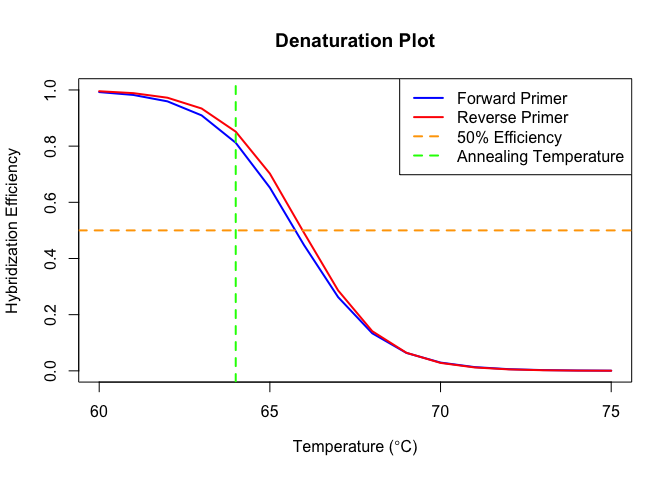 Denaturation Plot
Forward Primer
Reverse Primer
50% Efficiency
Annealing Temperature
Hybridization Efficiency
1.0
0.8
0.6
0.4
0.2
0.0
60
65
70
75
Temperature (°C)